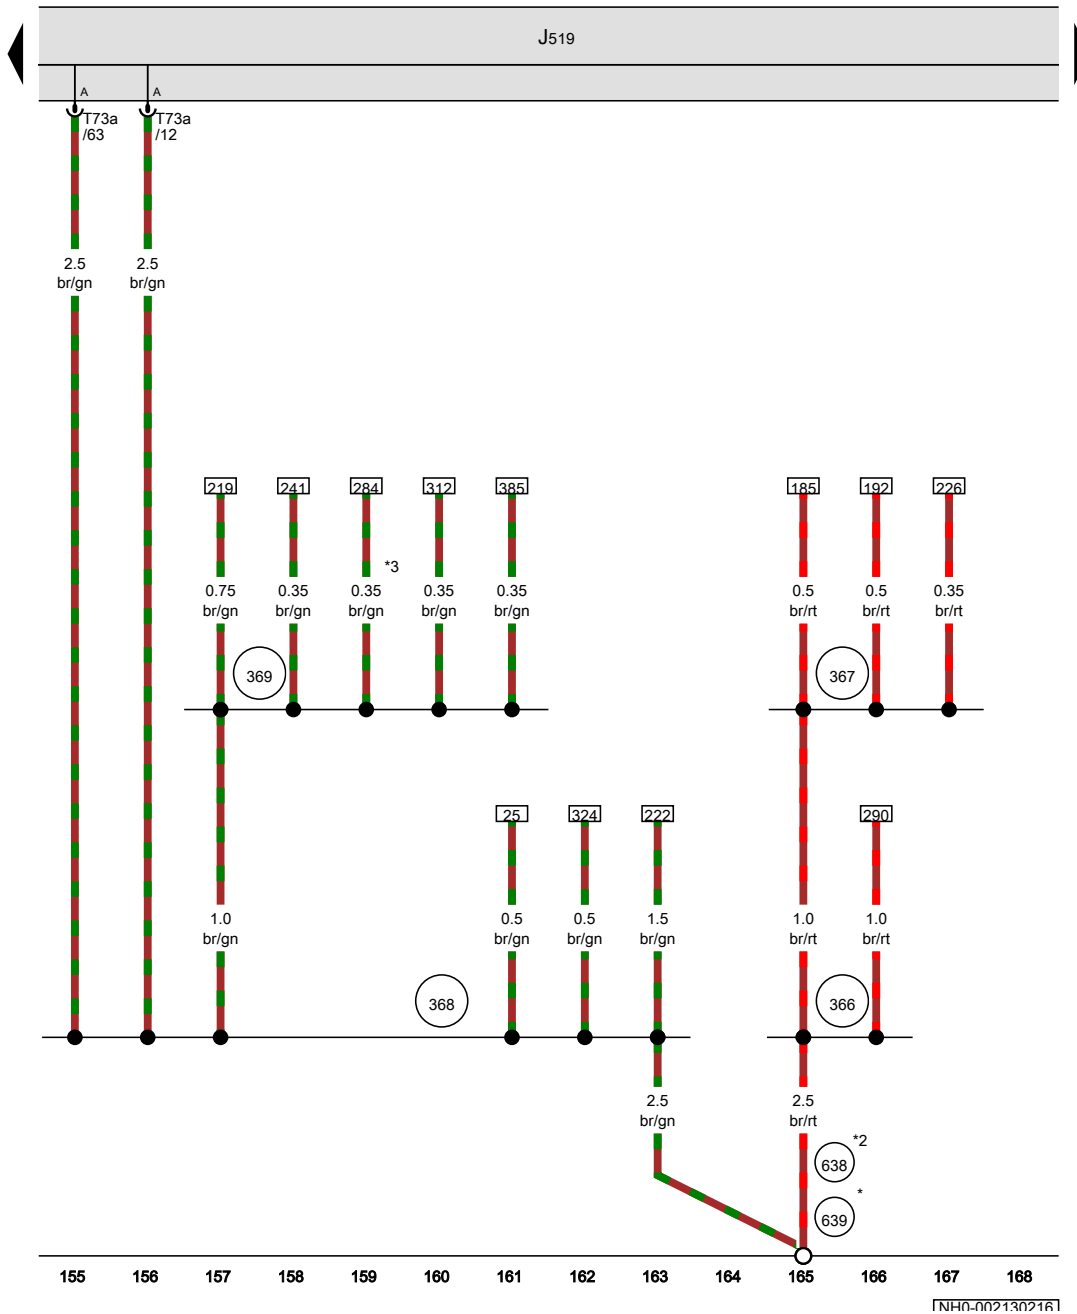 J519
A A
T73a T73a
/63 /12
2.5 2.5
br/gn br/gn
219 241 284 312 385 185 192 226
*3
0.75 0.35 0.35 0.35 0.35 0.5 0.5 0.35
br/gn br/gn br/gn br/gn br/gn br/rt br/rt br/rt
369 367
25 324 222 290
1.0 0.5 0.5 1.5 1.0 1.0
br/gn br/gn br/gn br/gn br/rt br/rt
368 366
2.5 2.5
br/gn br/rt
*2
638
*
639
155 156 157 158 159 160 161 162 163 164 165 166 167 168
NH0-002130216